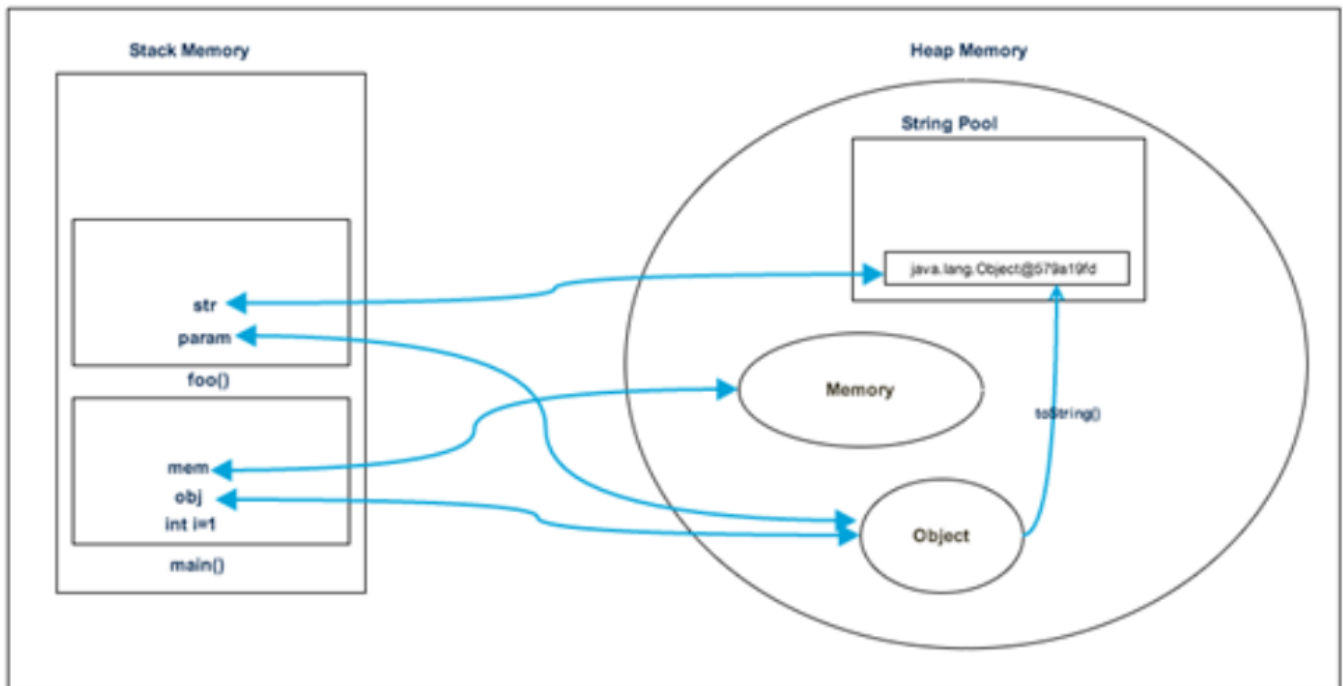 Stack Memory
Heap Memory
String Pool
java.lang.Object@579a19fd
str
param
foo()
Memory
toString()
mem
obj
int i=1
Object
main()